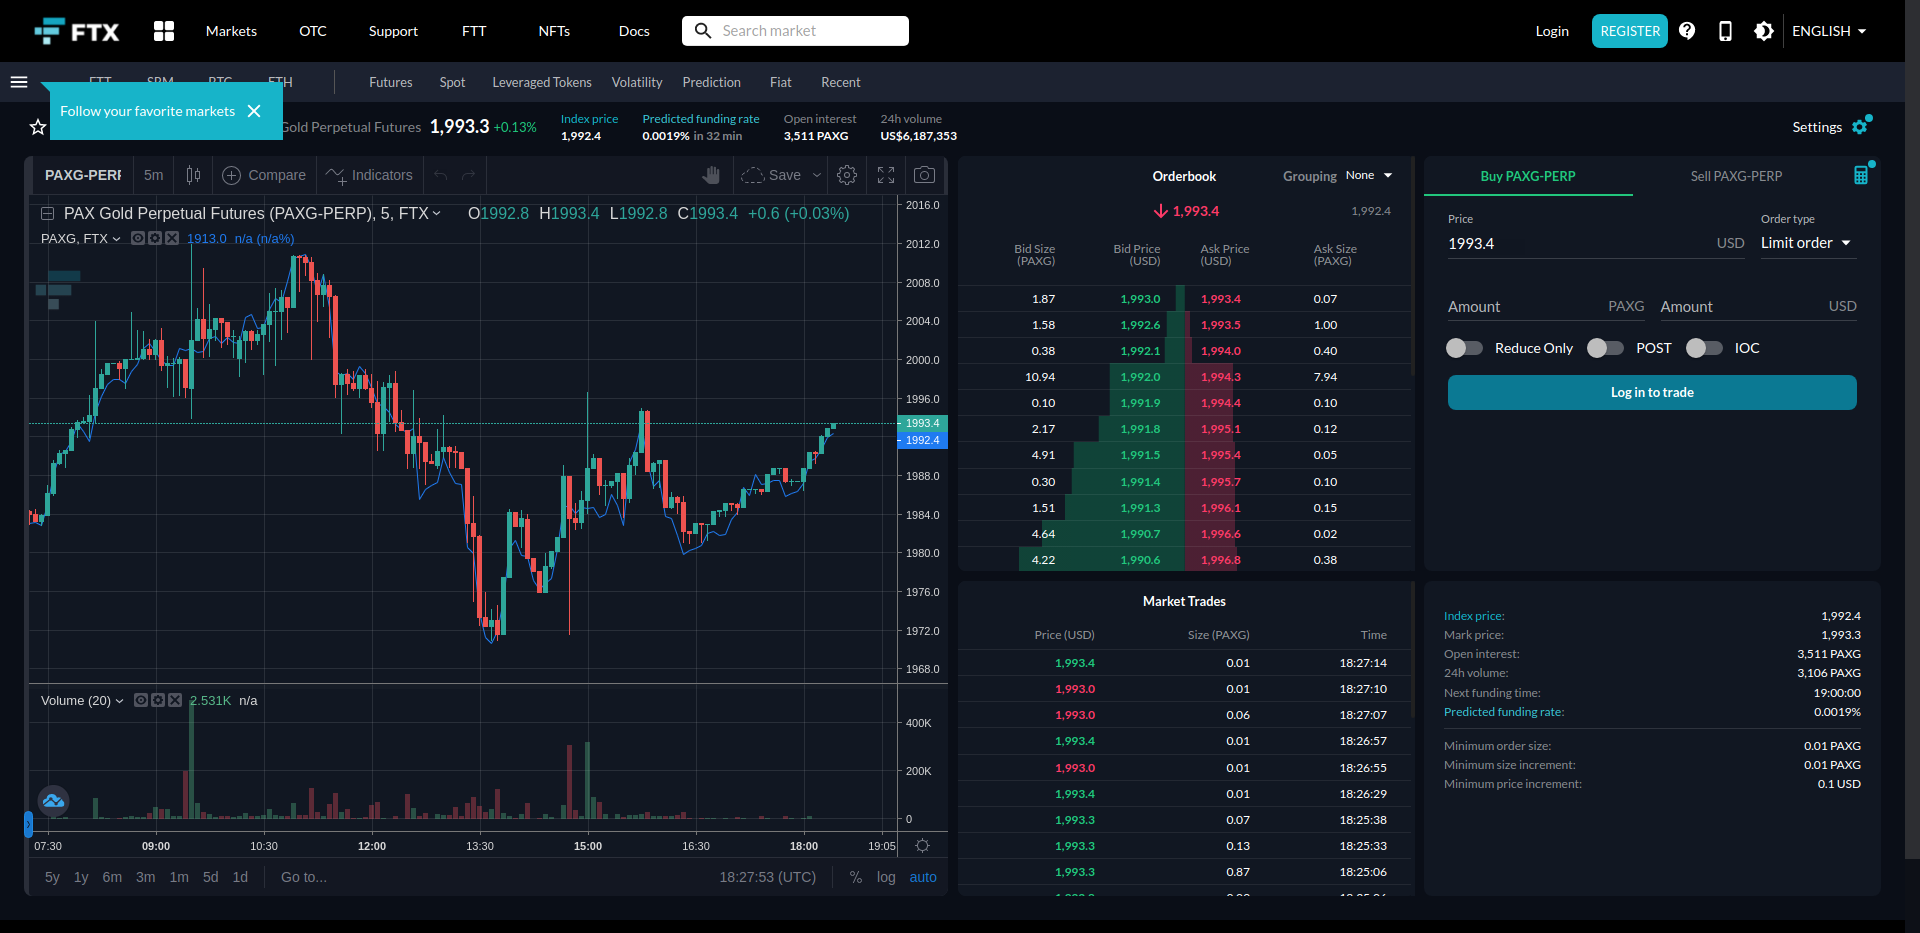 FTX
Markets
OTC
Support
FTT
NFTs
Docs
Search market
Login
REGISTER
ENGLISH
Futures
Spot
Leveraged Tokens
Volatility
Prediction
Fiat
Recent
Follow your favorite markets
Gold Perpetual Futures 1,993.3 +0.13%
Index price
1,992.4
Predicted funding rate
0.0019% in 32 min
Open interest
3,511 PAXG
24h volume
US$6,187,353
Settings
PAXG-PERP
5m
Compare
Indicators
Save
PAX Gold Perpetual Futures (PAXG-PERP), 5, FTX O1992.8 H1993.4 L1992.8 C1993.4 +0.6 (+0.03%)
PAXG, FTX 1913.0 n/a (n/a%)
2016.0
2012.0
2008.0
2004.0
2000.0
1996.0
1993.4
1992.4
1988.0
1984.0
1980.0
1976.0
1972.0
1968.0
Volume (20) 2.531K n/a
400K
200K
0
07:30 09:00 10:30 12:00 13:30 15:00 16:30 18:00 19:05
5y 1y 6m 3m 1m 5d 1d Go to... 18:27:53 (UTC) % log auto
Orderbook
Grouping None
1,993.4
1,992.4
Bid Size (PAXG) Bid Price (USD) Ask Price (USD) Ask Size (PAXG)
1.87 1,993.0 1,993.4 0.07
1.58 1,992.6 1,993.5 1.00
0.38 1,992.1 1,994.0 0.40
10.94 1,992.0 1,994.3 7.94
0.10 1,991.9 1,994.4 0.10
2.17 1,991.8 1,995.1 0.12
4.91 1,991.5 1,995.4 0.05
0.30 1,991.4 1,995.7 0.10
1.51 1,991.3 1,996.1 0.15
4.64 1,990.7 1,996.6 0.02
4.22 1,990.6 1,996.8 0.38
Market Trades
Price (USD) Size (PAXG) Time
1,993.4 0.01 18:27:14
1,993.0 0.01 18:27:10
1,993.0 0.06 18:27:07
1,993.4 0.01 18:26:57
1,993.0 0.01 18:26:55
1,993.4 0.01 18:26:29
1,993.3 0.07 18:25:38
1,993.3 0.13 18:25:33
1,993.3 0.87 18:25:06
Buy PAXG-PERP
Sell PAXG-PERP
Price
1993.4 USD
Order type
Limit order
Amount PAXG
Amount USD
Reduce Only
POST
IOC
Log in to trade
Index price: 1,992.4
Mark price: 1,993.3
Open interest: 3,511 PAXG
24h volume: 3,106 PAXG
Next funding time: 19:00:00
Predicted funding rate: 0.0019%
Minimum order size: 0.01 PAXG
Minimum size increment: 0.01 PAXG
Minimum price increment: 0.1 USD